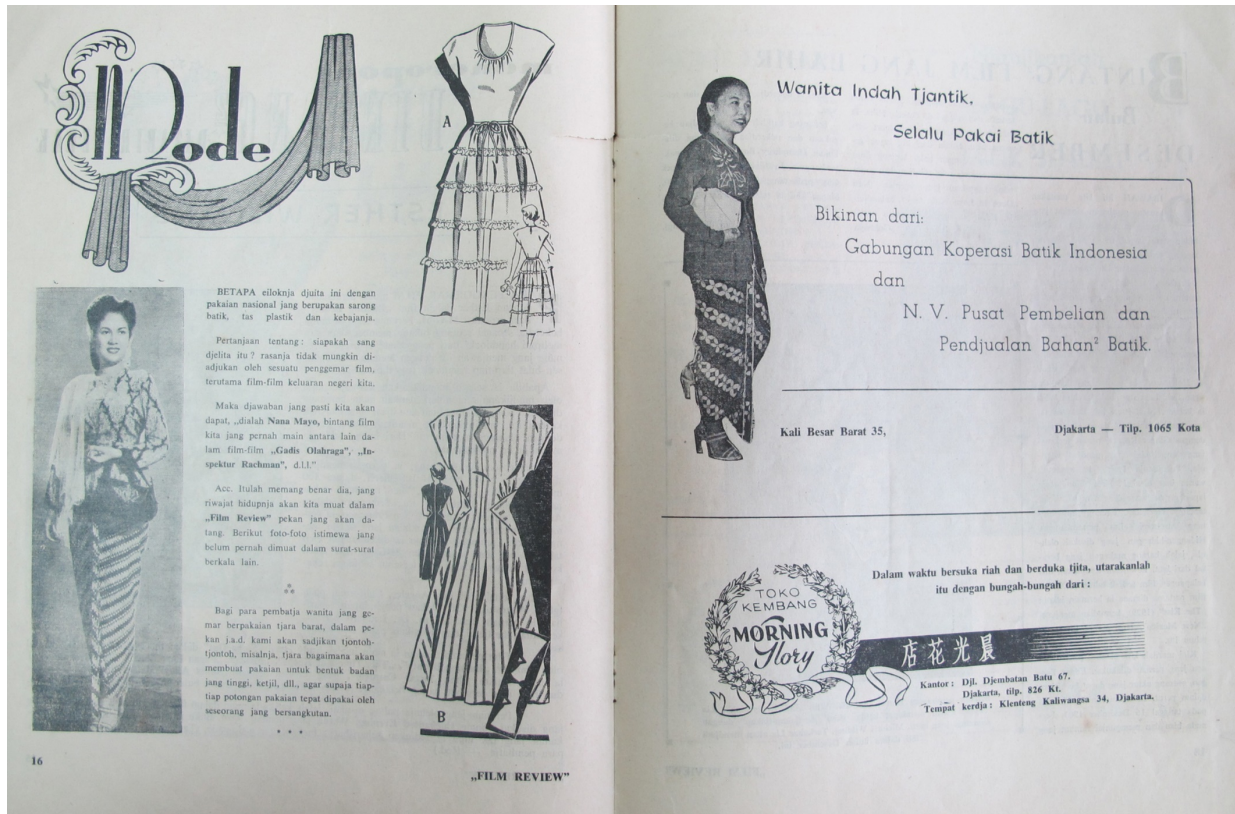 Mode
A
BETAPA eiloknja djuita ini dengan
pakaian nasional jang berupakan sarong
batik, tas plastik dan kebajanja.
Pertanjaan tentang: siapakah sang
djelita itu? rasanja tidak mungkin di-
adjukan oleh sesuatu penggemar film,
terutama film-film keluaran negeri kita.
Maka djawaban jang pasti kita akan
dapat, „dialah Nana Mayo, bintang film
kita jang pernah main antara lain da-
lam film-film „Gadis Olahraga”, „In-
spektur Rachman”, d.l.l.”
Acc. Itulah memang benar dia, jang
riwajat hidupnja akan kita muat dalam
„Film Review” pekan jang akan da-
tang. Berikut foto-foto istimewa jang
belum pernah dimuat dalam surat-surat
berkala lain.
Bagi para pembatja wanita jang ge-
mar berpakaian tjara barat, dalam pe-
kan j.a.d. kami akan sadjikan tjontoh-
tjontoh, misalnja, tjara bagaimana akan
membuat pakaian untuk bentuk badan
jang tinggi, ketjil, dll., agar supaja tiap-
tiap potongan pakaian tepat dipakai oleh
seseorang jang bersangkutan.
* * *
B
16
„FILM REVIEW”
Wanita Indah Tjantik,
Selalu Pakai Batik
Bikinan dari:
Gabungan Koperasi Batik Indonesia
dan
N. V. Pusat Pembelian dan
Pendjualan Bahan² Batik.
Kali Besar Barat 35,
Djakarta — Tilp. 1065 Kota
Dalam waktu bersuka riah dan berduka tjita, utarakanlah
itu dengan bungah-bungah dari:
TOKO
KEMBANG
MORNING
Glory
店花光晨
Kantor: Djl. Djembatan Batu 67.
Djakarta, tilp. 826 Kt.
Tempat kerdja: Klenteng Kaliwangsa 34, Djakarta.